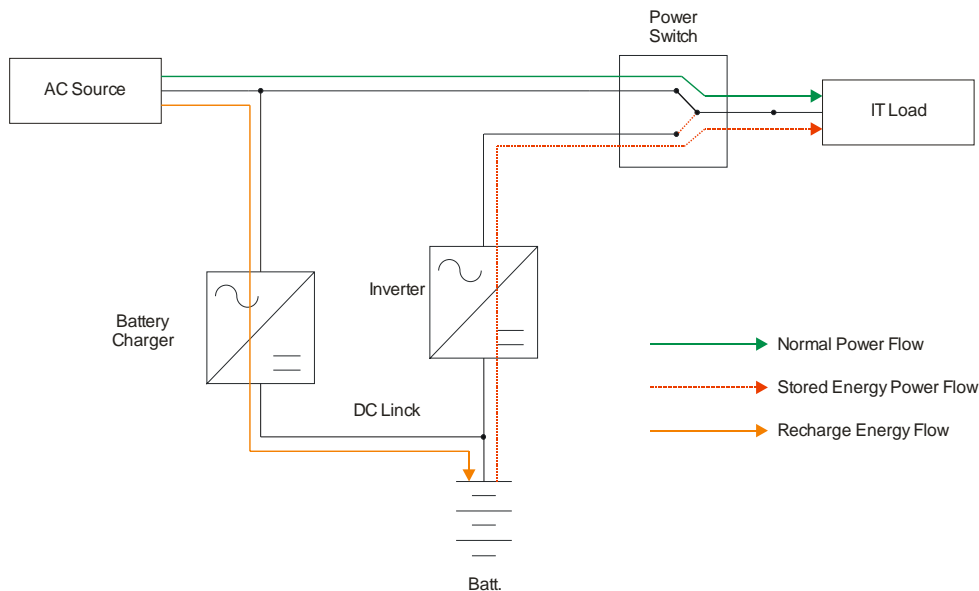 Power
Switch
AC Source
IT Load
Inverter
Battery
Charger
Normal Power Flow
DC Linck
Stored Energy Power Flow
Recharge Energy Flow
Batt.